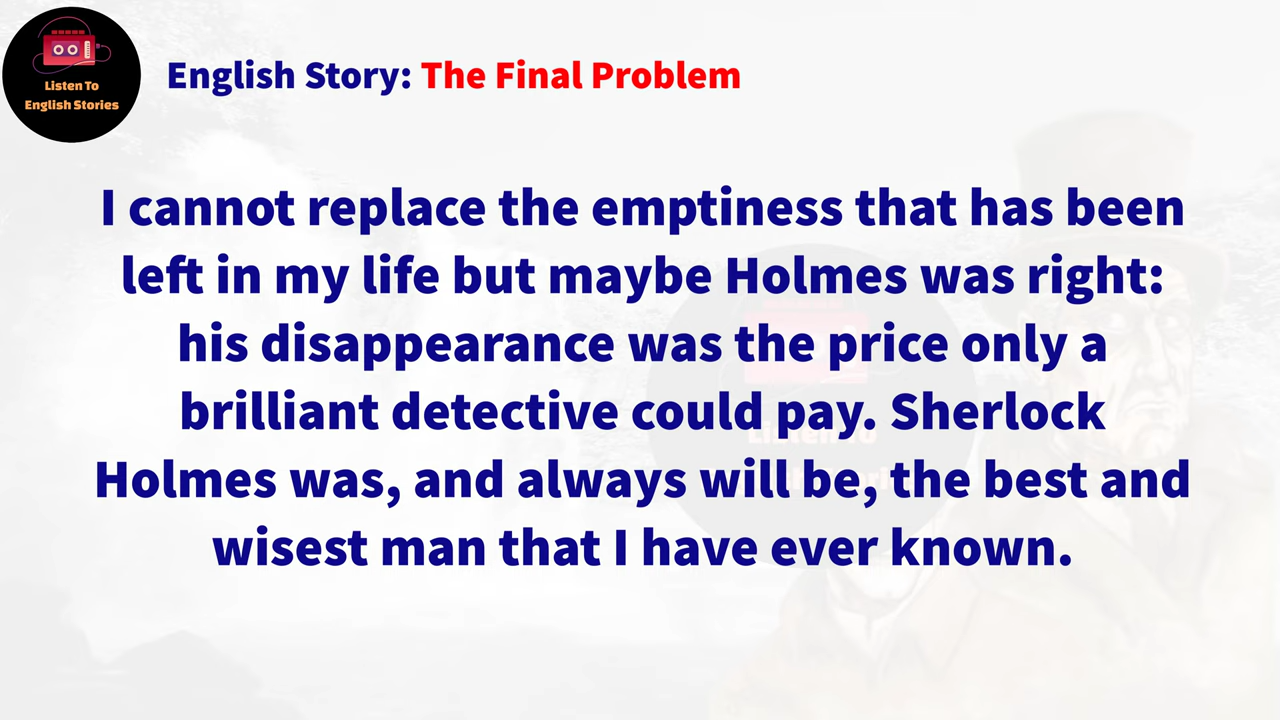 Listen To
English Stories
English Story: The Final Problem
I cannot replace the emptiness that has been
left in my life but maybe Holmes was right:
his disappearance was the price only a
brilliant detective could pay. Sherlock
Holmes was, and always will be, the best and
wisest man that I have ever known.